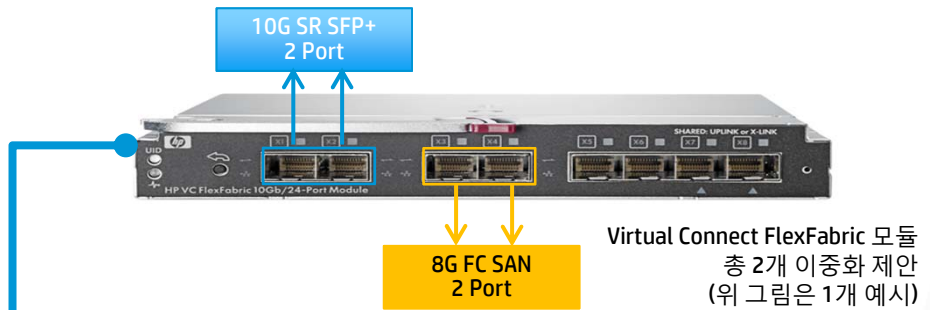 10G SR SFP+
2 Port
SHARED: UPLINK or X-LINK
UID
hp
X1
X2
X3
X4
X5
X6
X7
X8
HP VC FlexFabric 10Gb/24-Port Module
8G FC SAN
2 Port
Virtual Connect FlexFabric 모듈
총 2개 이중화 제안
(위 그림은 1개 예시)